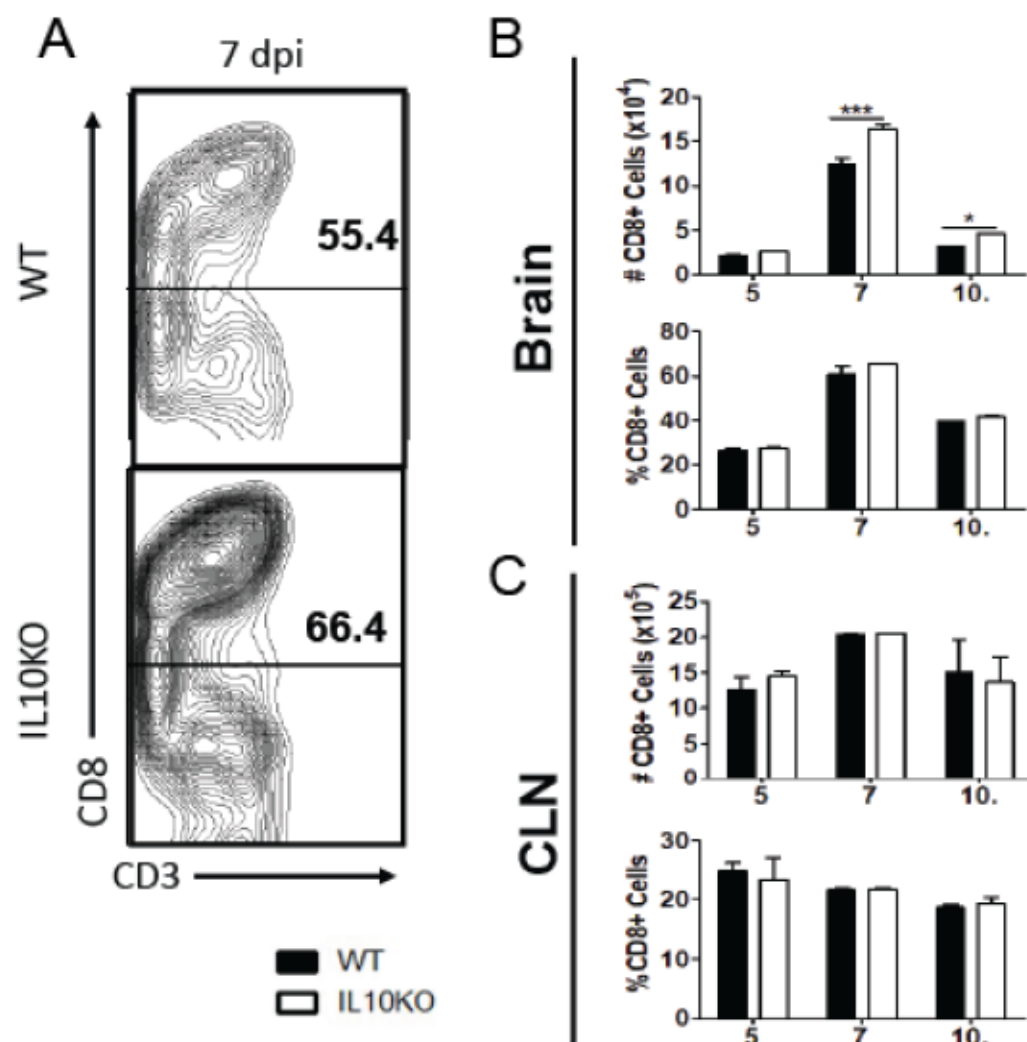 A
7 dpi
WT
55.4
IL10KO
66.4
CD8
CD3
WT
IL10KO
B
Brain
# CD8+ Cells (x10⁴)
20
15
10
5
0
***
*
5 7 10.
% CD8+ Cells
80
60
40
20
0
5 7 10.
C
CLN
# CD8+ Cells (x10⁵)
25
20
15
10
5
0
5 7 10.
% CD8+ Cells
30
20
10
0
5 7 10.